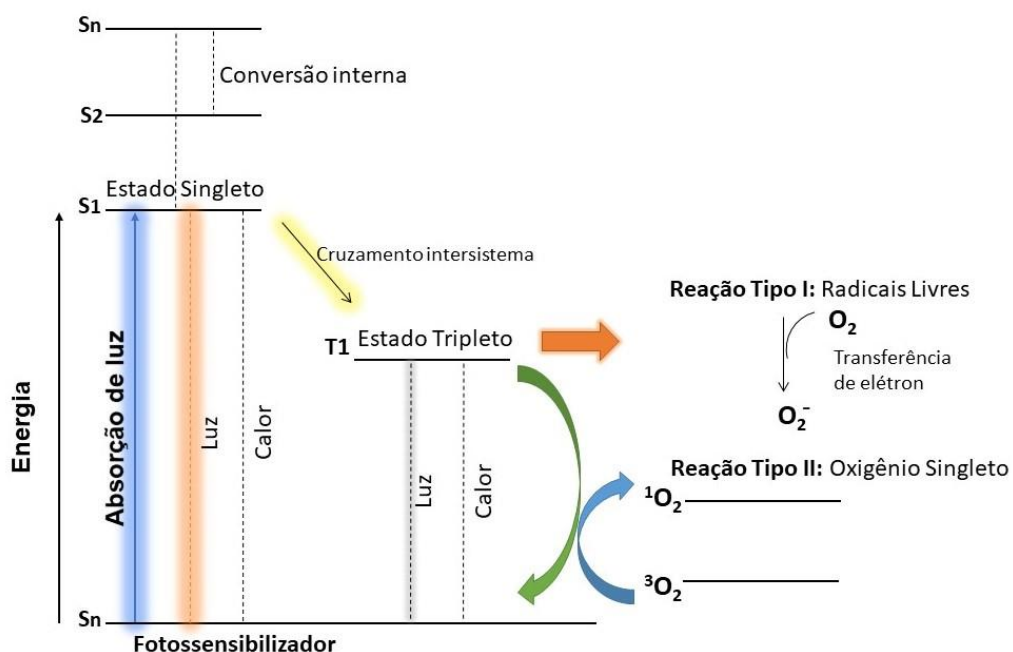 Sn
Conversão interna
S2
Estado Singleto
S1
Cruzamento intersistema
Reação Tipo I: Radicais Livres
O₂
Estado Tripleto
T1
Transferência
de elétron
O₂⁻
Energia
Absorção de luz
Luz
Calor
Luz
Calor
Reação Tipo II: Oxigênio Singleto
¹O₂
³O₂
Sn
Fotossensibilizador